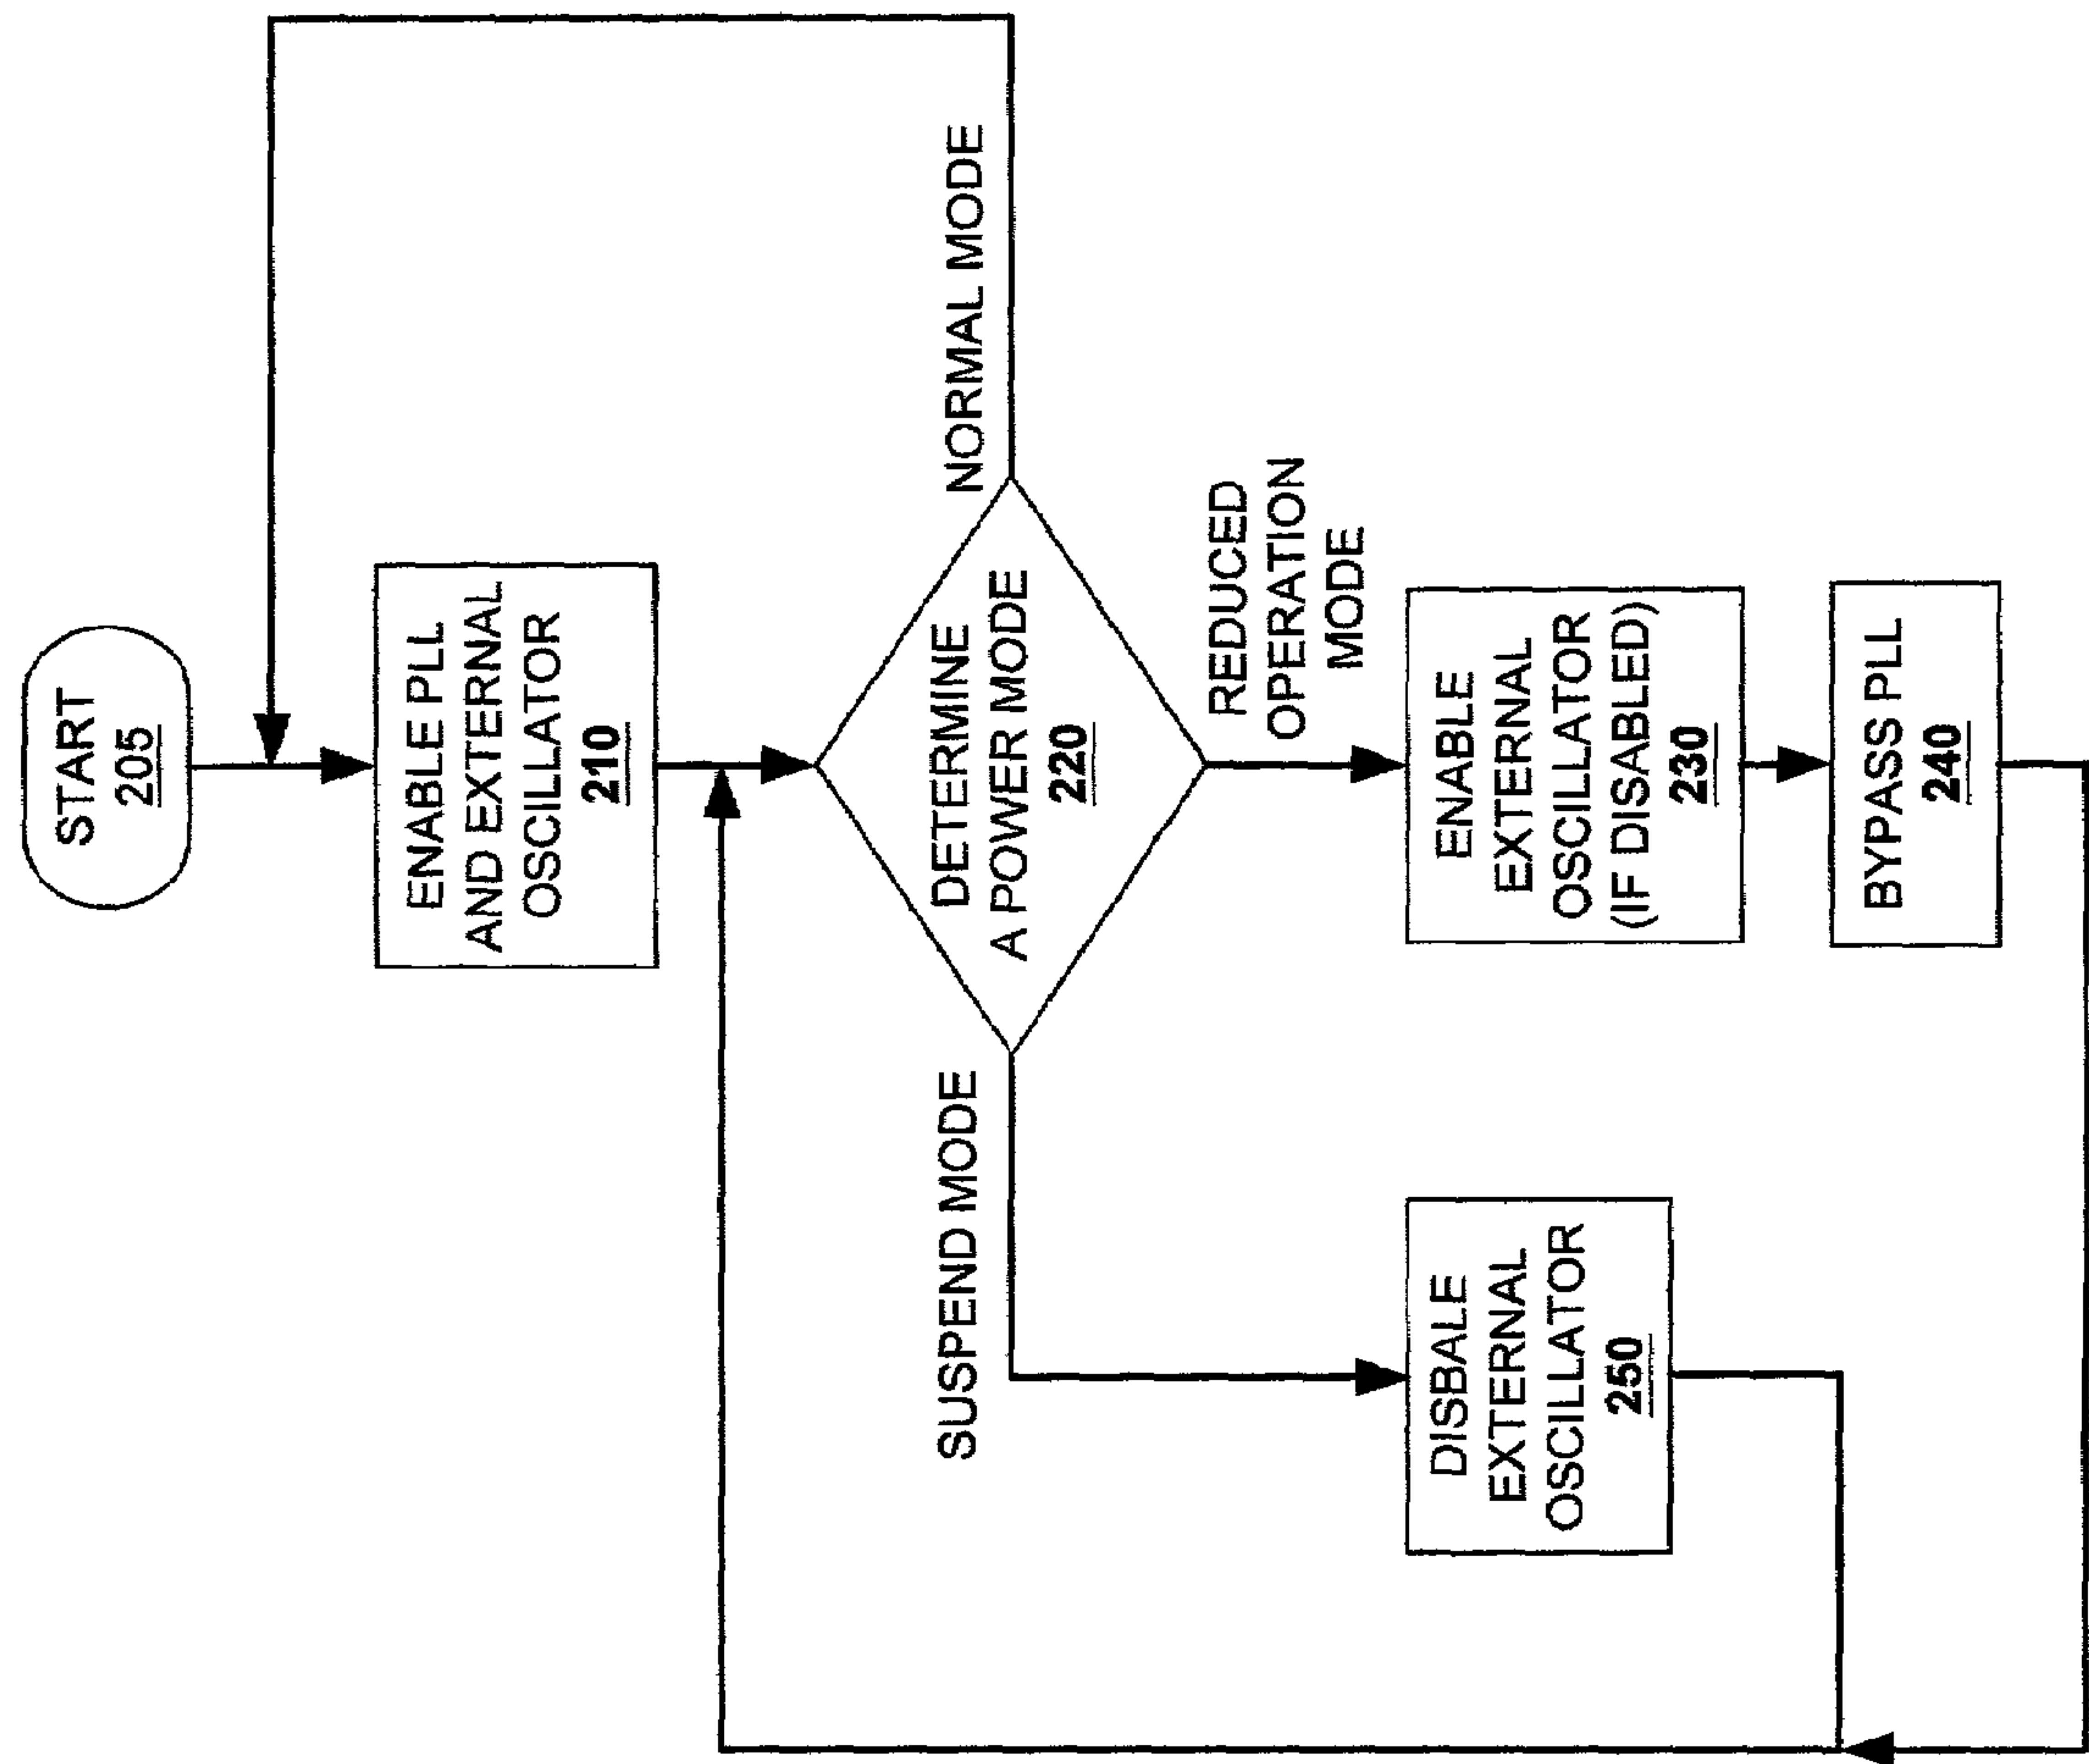 START
205
ENABLE PLL
AND EXTERNAL
OSCILLATOR
210
DETERMINE
A POWER MODE
220
NORMAL MODE
SUSPEND MODE
REDUCED
OPERATION
MODE
ENABLE
EXTERNAL
OSCILLATOR
(IF DISABLED)
230
BYPASS PLL
240
DISBALE
EXTERNAL
OSCILLATOR
250